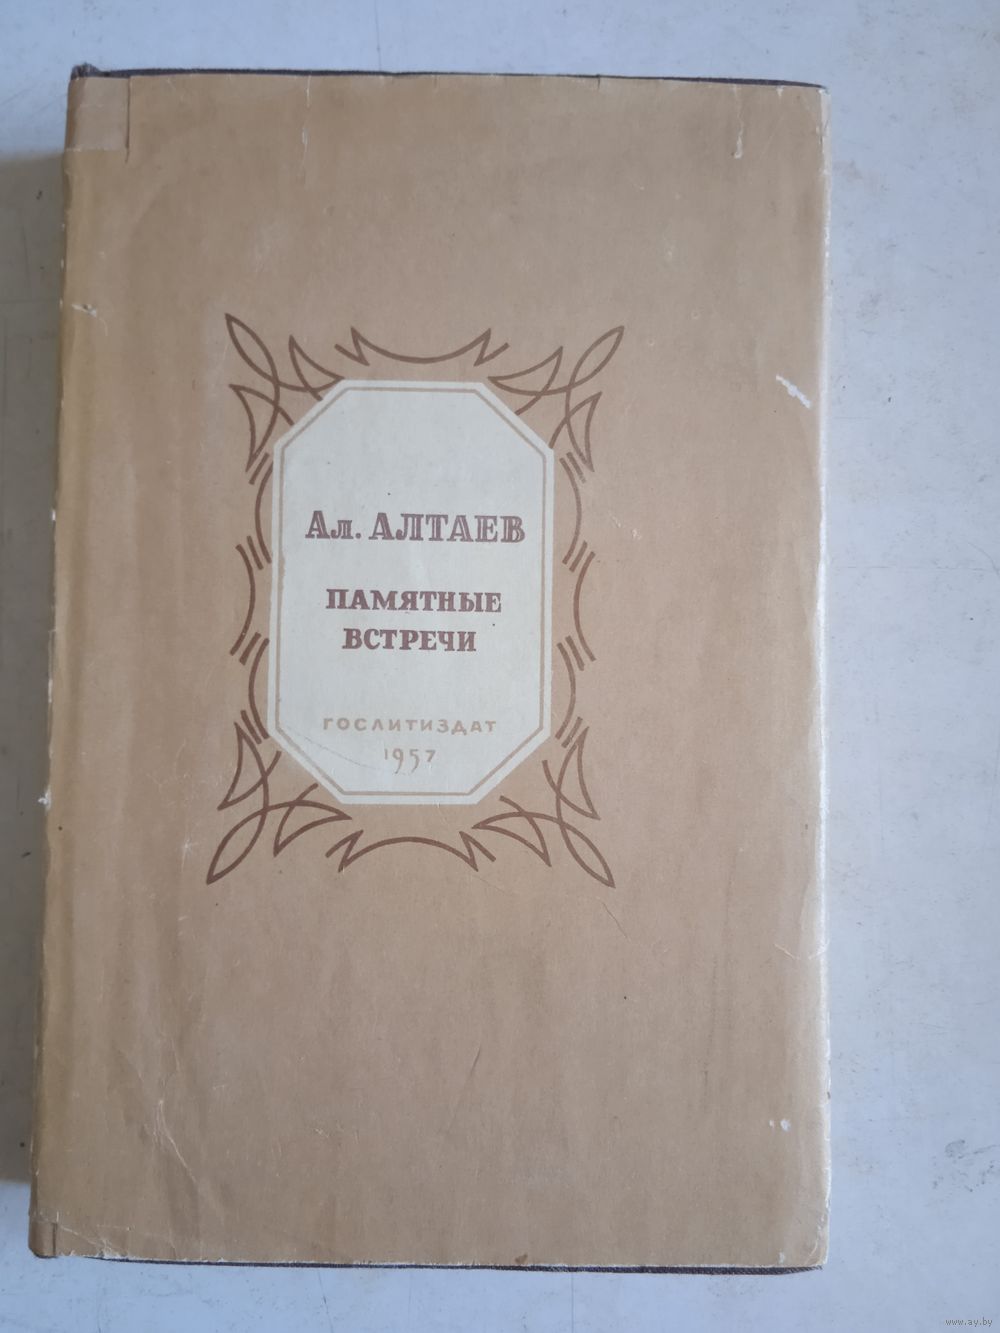 Ал. АЛТАЕВ
ПАМЯТНЫЕ
ВСТРЕЧИ
ГОСЛИТИЗДАТ
1957
www.ay.by